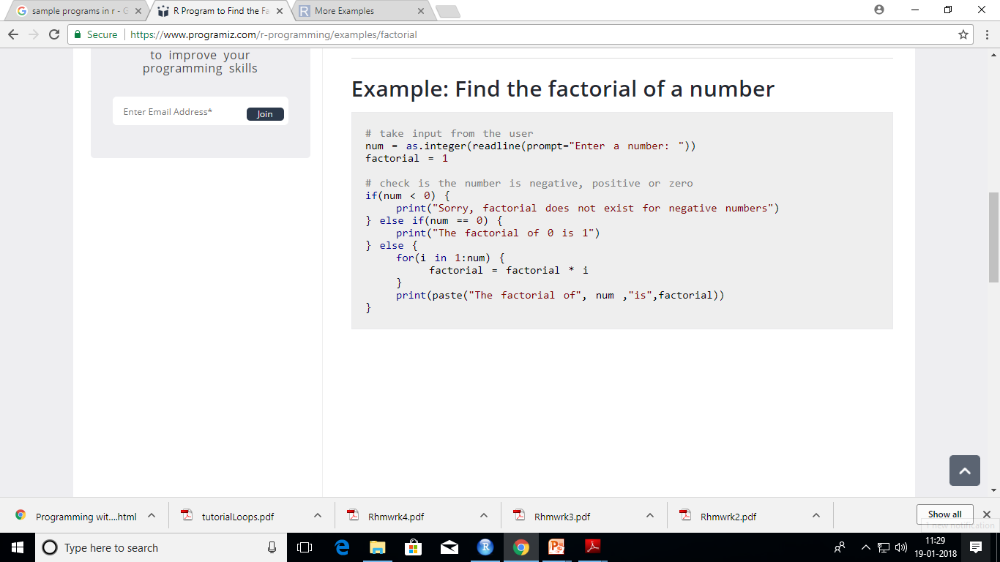 sample programs in r - G
R Program to Find the Fa
More Examples
Secure
https://www.programiz.com/r-programming/examples/factorial
to improve your
programming skills
Enter Email Address*
Join
Example: Find the factorial of a number
# take input from the user
num = as.integer(readline(prompt="Enter a number: "))
factorial = 1
# check is the number is negative, positive or zero
if(num < 0) {
print("Sorry, factorial does not exist for negative numbers")
} else if(num == 0) {
print("The factorial of 0 is 1")
} else {
for(i in 1:num) {
factorial = factorial * i
}
print(paste("The factorial of", num ,"is",factorial))
}
Programming wit....html
tutorialLoops.pdf
Rhmwrk4.pdf
Rhmwrk3.pdf
Rhmwrk2.pdf
Show all
1 new notification
Type here to search
11:29
19-01-2018